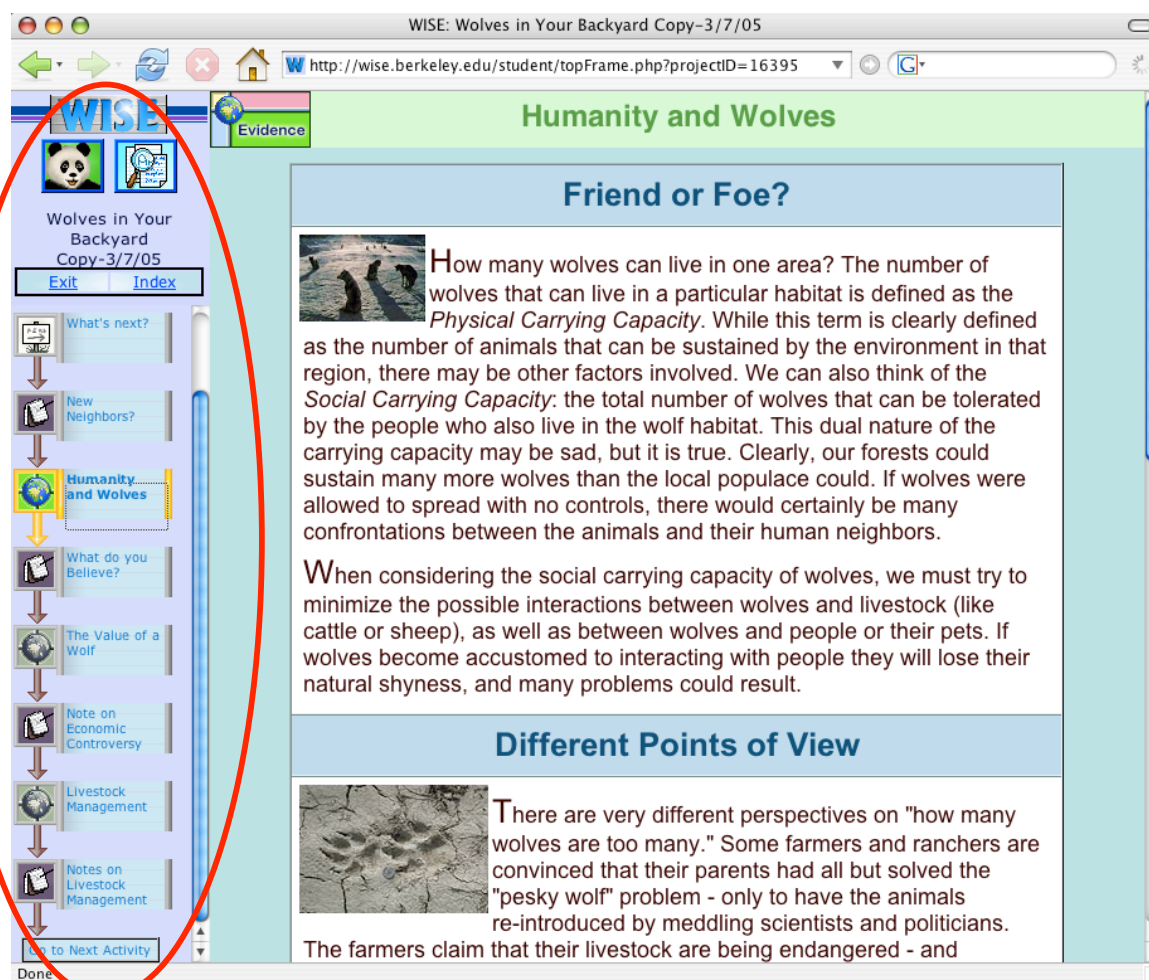 WISE: Wolves in Your Backyard Copy-3/7/05
W http://wise.berkeley.edu/student/topFrame.php?projectID=16395
G
WISE
Wolves in Your
Backyard
Copy-3/7/05
Exit Index
What's next?
New
Neighbors?
Humanity
and Wolves
What do you
Believe?
The Value of a
Wolf
Note on
Economic
Controversy
Livestock
Management
Notes on
Livestock
Management
Go to Next Activity
Done
Evidence
Humanity and Wolves
Friend or Foe?
How many wolves can live in one area? The number of
wolves that can live in a particular habitat is defined as the
Physical Carrying Capacity. While this term is clearly defined
as the number of animals that can be sustained by the environment in that
region, there may be other factors involved. We can also think of the
Social Carrying Capacity: the total number of wolves that can be tolerated
by the people who also live in the wolf habitat. This dual nature of the
carrying capacity may be sad, but it is true. Clearly, our forests could
sustain many more wolves than the local populace could. If wolves were
allowed to spread with no controls, there would certainly be many
confrontations between the animals and their human neighbors.
When considering the social carrying capacity of wolves, we must try to
minimize the possible interactions between wolves and livestock (like
cattle or sheep), as well as between wolves and people or their pets. If
wolves become accustomed to interacting with people they will lose their
natural shyness, and many problems could result.
Different Points of View
There are very different perspectives on "how many
wolves are too many." Some farmers and ranchers are
convinced that their parents had all but solved the
"pesky wolf" problem - only to have the animals
re-introduced by meddling scientists and politicians.
The farmers claim that their livestock are being endangered - and